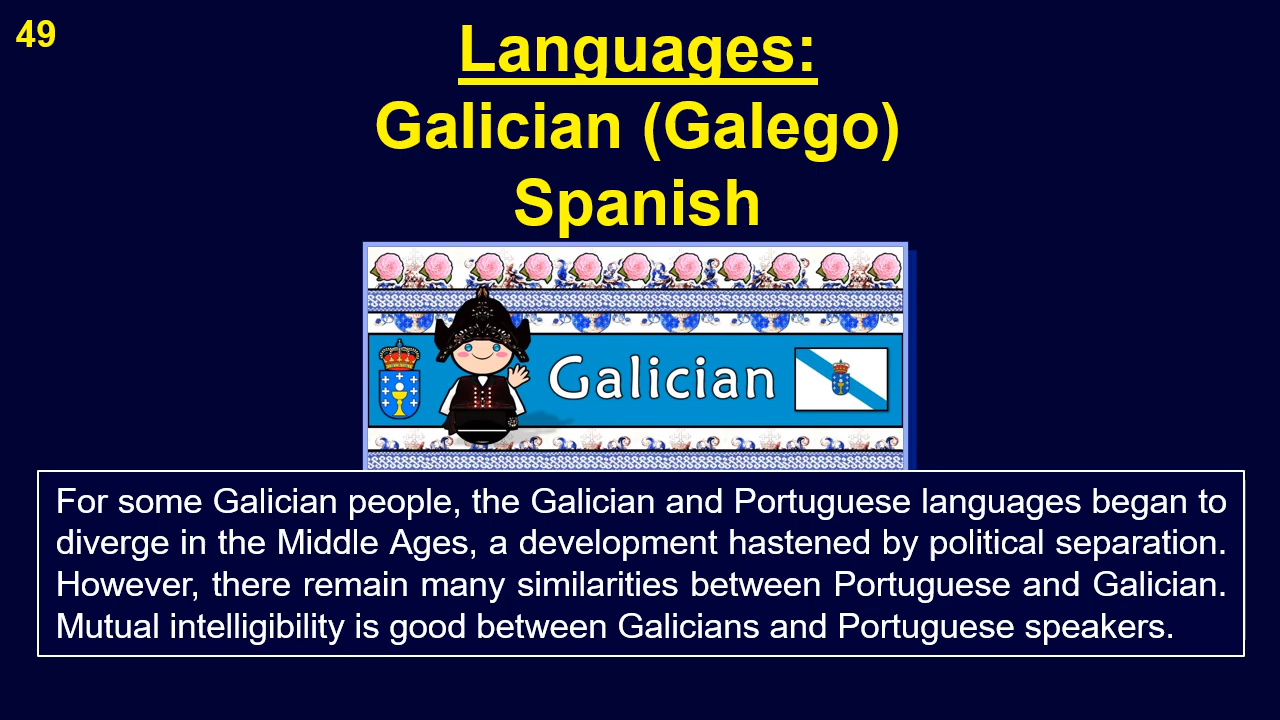 49
Languages:
Galician (Galego)
Spanish
Galician
For some Galician people, the Galician and Portuguese languages began to
diverge in the Middle Ages, a development hastened by political separation.
However, there remain many similarities between Portuguese and Galician.
Mutual intelligibility is good between Galicians and Portuguese speakers.